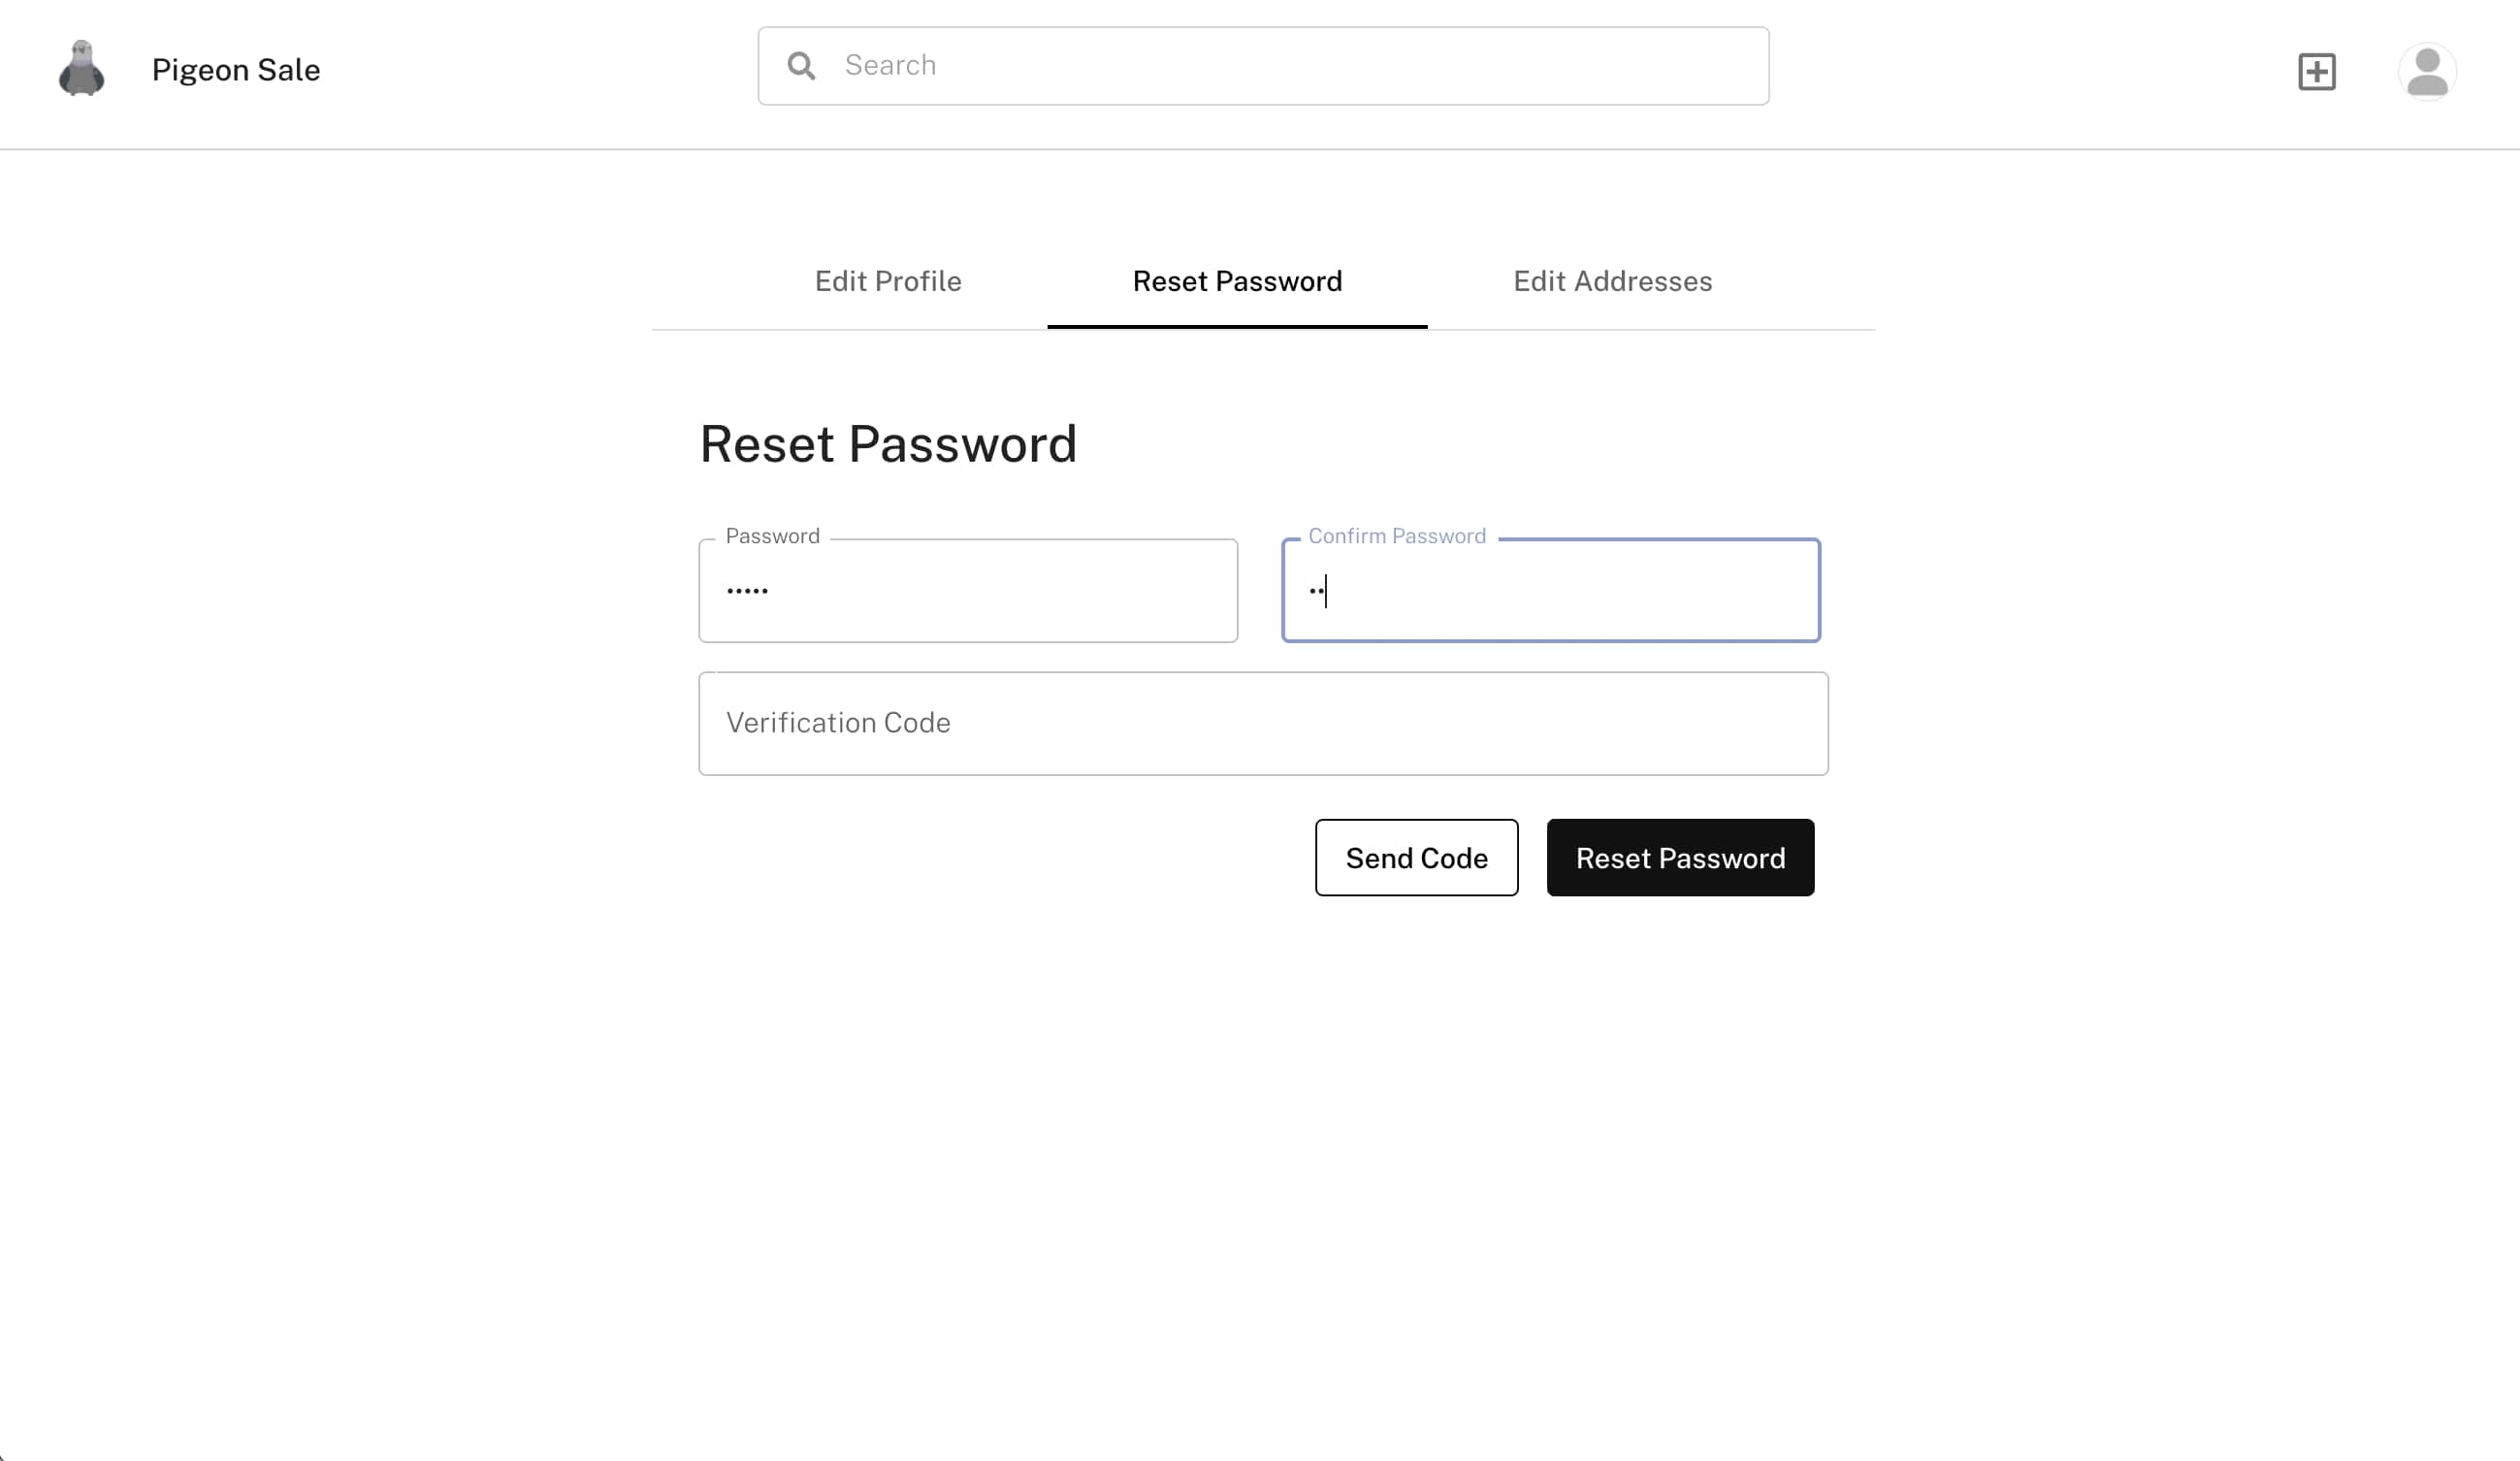 Pigeon Sale
Search
Edit Profile
Reset Password
Edit Addresses
Reset Password
Password
Confirm Password
•••••
••
Verification Code
Send Code
Reset Password